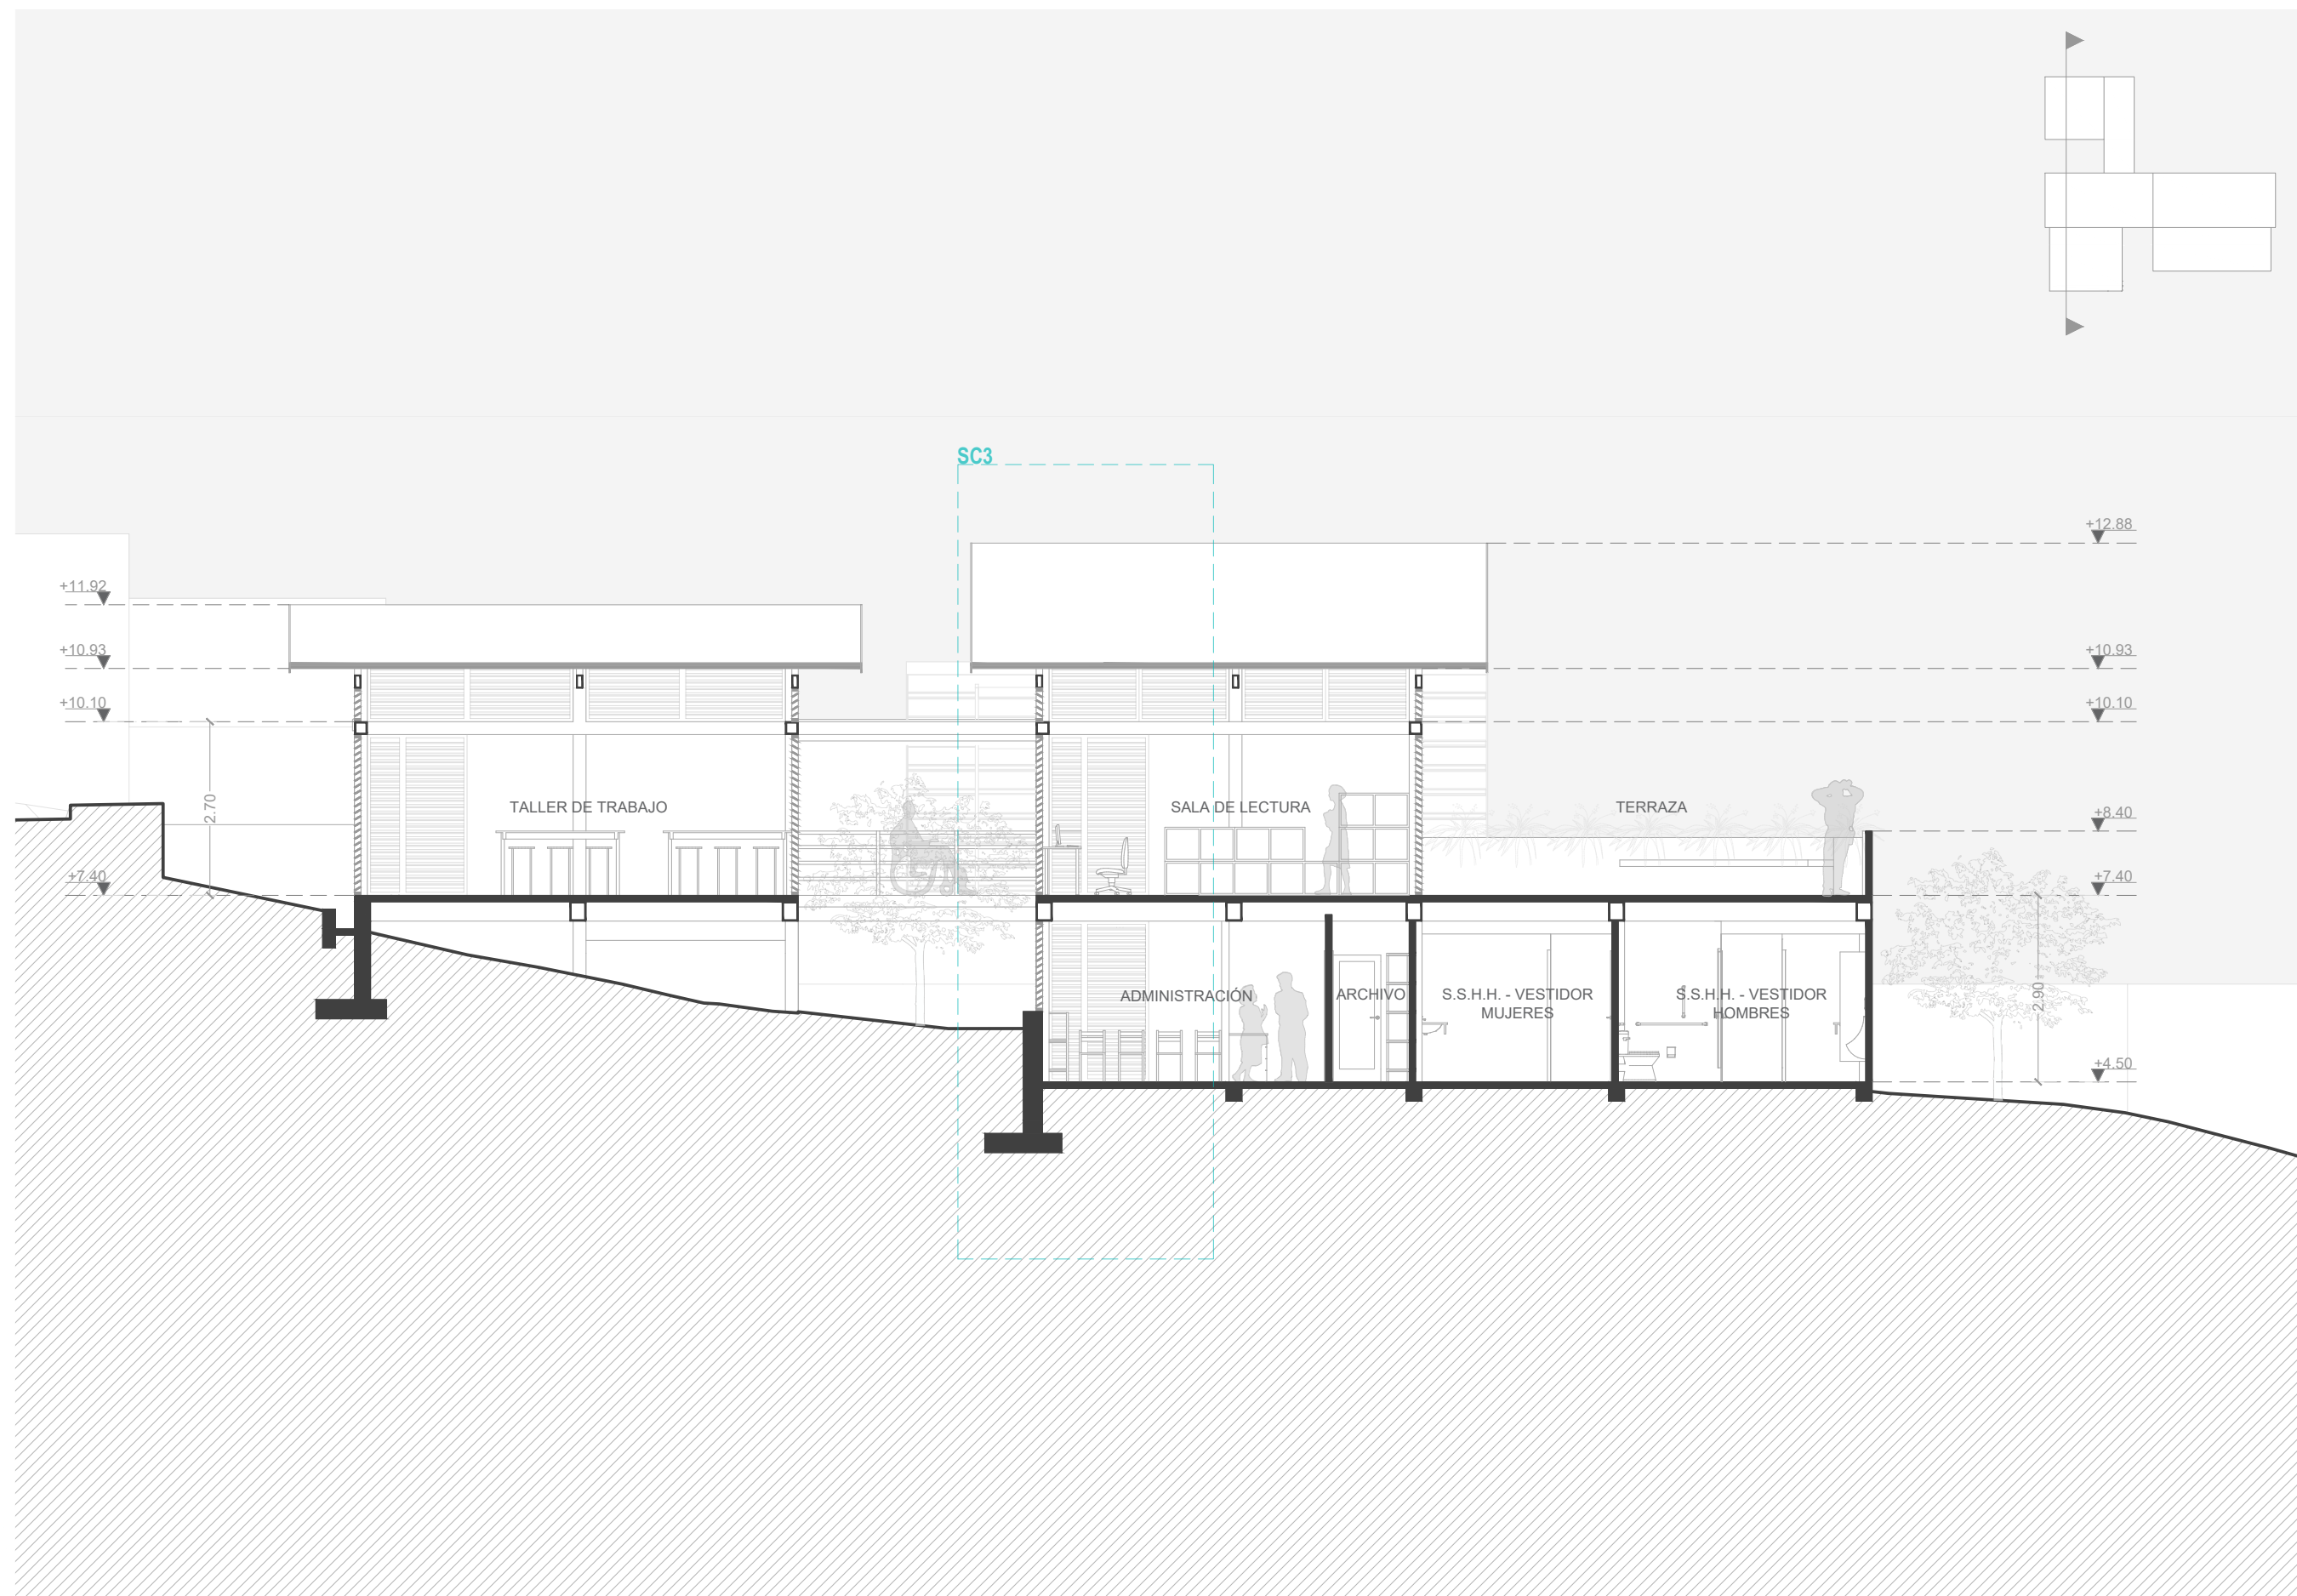 SC3
+12.88
+11.92
+10.93
+10.93
+10.10
+10.10
2.70
TALLER DE TRABAJO
SALA DE LECTURA
TERRAZA
+8.40
+7.40
+7.40
ADMINISTRACIÓN
ARCHIVO
S.S.H.H. - VESTIDOR
MUJERES
S.S.H.H. - VESTIDOR
HOMBRES
2.90
+4.50